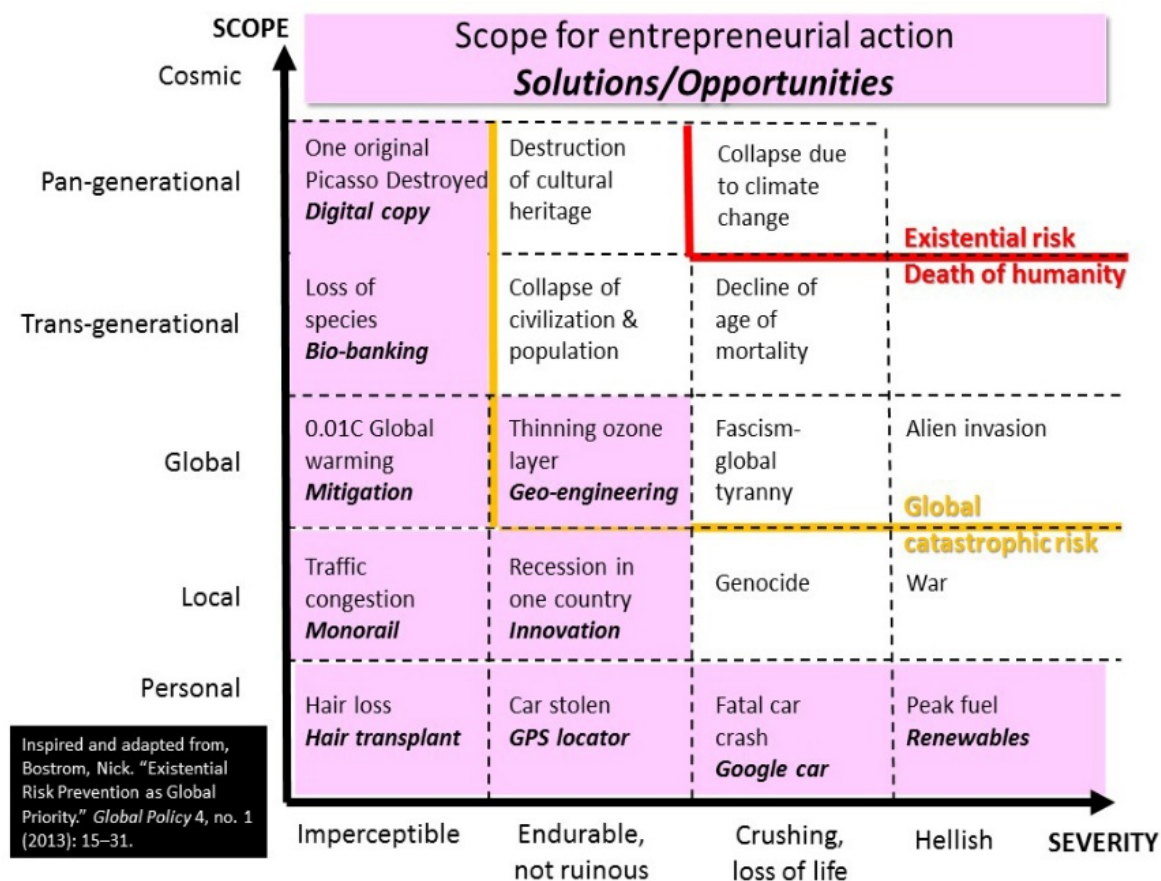 SCOPE
Scope for entrepreneurial action
Solutions/Opportunities
Cosmic
Pan-generational
One original
Picasso Destroyed
Digital copy
Destruction
of cultural
heritage
Collapse due
to climate
change
Existential risk
Death of humanity
Trans-generational
Loss of
species
Bio-banking
Collapse of
civilization &
population
Decline of
age of
mortality
Global
0.01C Global
warming
Mitigation
Thinning ozone
layer
Geo-engineering
Fascism-
global
tyranny
Alien invasion
Global
catastrophic risk
Local
Traffic
congestion
Monorail
Recession in
one country
Innovation
Genocide
War
Personal
Hair loss
Hair transplant
Car stolen
GPS locator
Fatal car
crash
Google car
Peak fuel
Renewables
Inspired and adapted from,
Bostrom, Nick. “Existential
Risk Prevention as Global
Priority.” Global Policy 4, no. 1
(2013): 15–31.
Imperceptible
Endurable,
not ruinous
Crushing,
loss of life
Hellish
SEVERITY